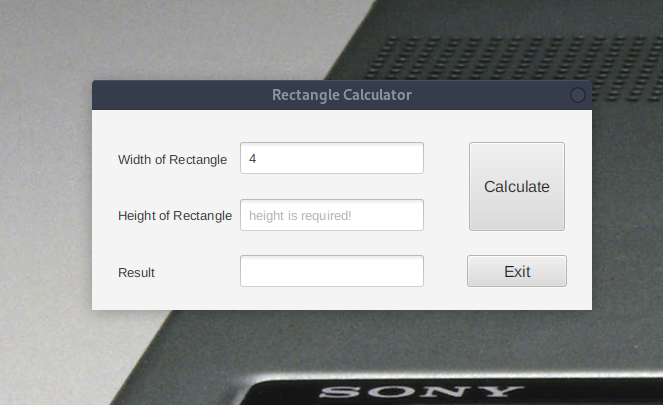 Rectangle Calculator
Width of Rectangle 4
Calculate
Height of Rectangle height is required!
Result
Exit
SONY